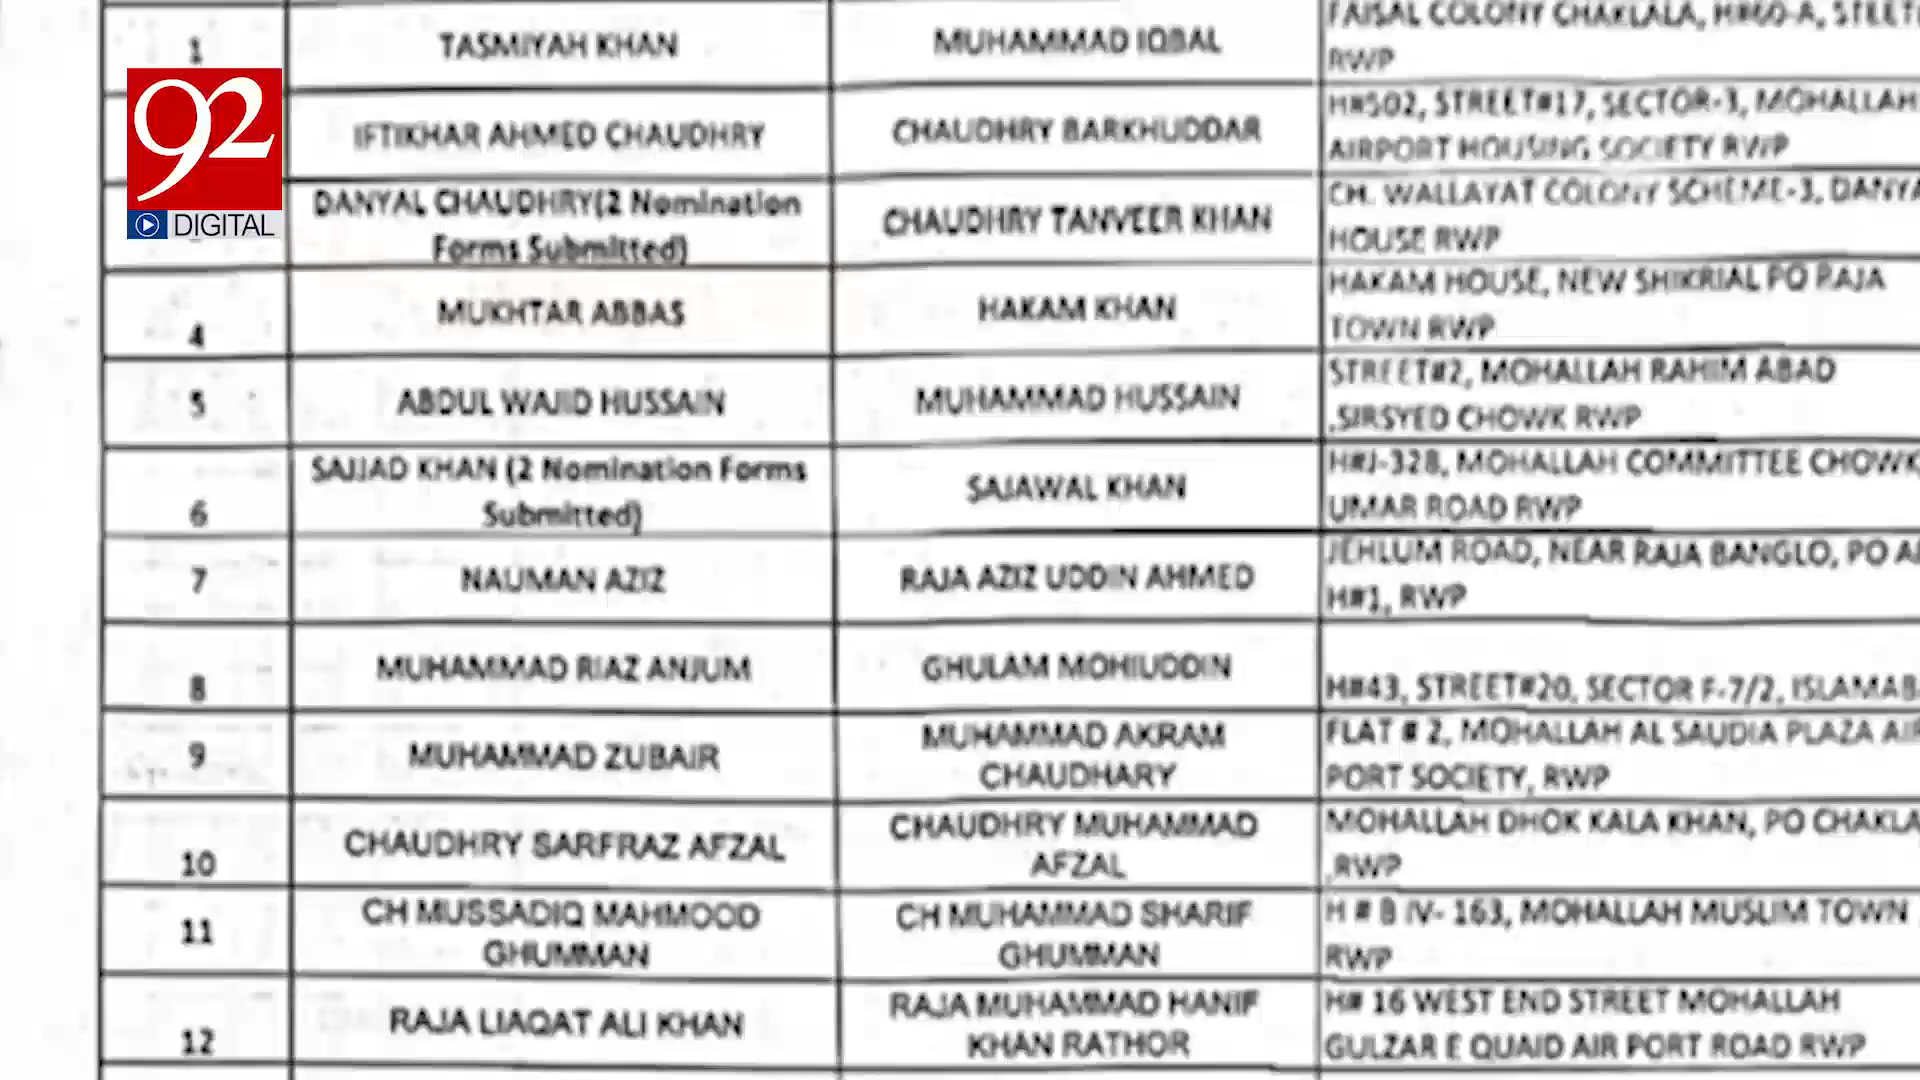 1 TASMIYAH KHAN MUHAMMAD IQBAL FAISAL COLONY CHAKLALA, H#60-A, STEET
RWP
92
DIGITAL
IFTIKHAR AHMED CHAUDHRY CHAUDHRY BARKHUDDAR H#502, STREET#17, SECTOR-3, MOHALLAH
AIRPORT HOUSING SOCIETY RWP
DANYAL CHAUDHRY(2 Nomination
Forms Submitted)
CHAUDHRY TANVEER KHAN
CH. WALLAYAT COLONY SCHEME-3, DANYA
HOUSE RWP
4 MUKHTAR ABBAS HAKAM KHAN HAKAM HOUSE, NEW SHIKRIAL PO RAJA
TOWN RWP
5 ABDUL WAJID HUSSAIN MUHAMMAD HUSSAIN STREET#2, MOHALLAH RAHIM ABAD
,SIRSYED CHOWK RWP
6 SAJJAD KHAN (2 Nomination Forms
Submitted)
SAJAWAL KHAN
H#J-328, MOHALLAH COMMITTEE CHOWK
UMAR ROAD RWP
7 NAUMAN AZIZ RAJA AZIZ UDDIN AHMED JEHLUM ROAD, NEAR RAJA BANGLO, PO
H#1, RWP
8 MUHAMMAD RIAZ ANJUM GHULAM MOHIUDDIN H#43, STREET#20, SECTOR F-7/2, ISLAMAB
9 MUHAMMAD ZUBAIR MUHAMMAD AKRAM
CHAUDHARY
FLAT # 2, MOHALLAH AL SAUDIA PLAZA AIR
PORT SOCIETY, RWP
10 CHAUDHRY SARFRAZ AFZAL CHAUDHRY MUHAMMAD
AFZAL
MOHALLAH DHOK KALA KHAN, PO CHAKLA
,RWP
11 CH MUSSADIQ MAHMOOD
GHUMMAN
CH MUHAMMAD SHARIF
GHUMMAN
H # B IV- 163, MOHALLAH MUSLIM TOWN
RWP
12 RAJA LIAQAT ALI KHAN RAJA MUHAMMAD HANIF
KHAN RATHOR
H# 16 WEST END STREET MOHALLAH
GULZAR E QUAID AIR PORT ROAD RWP